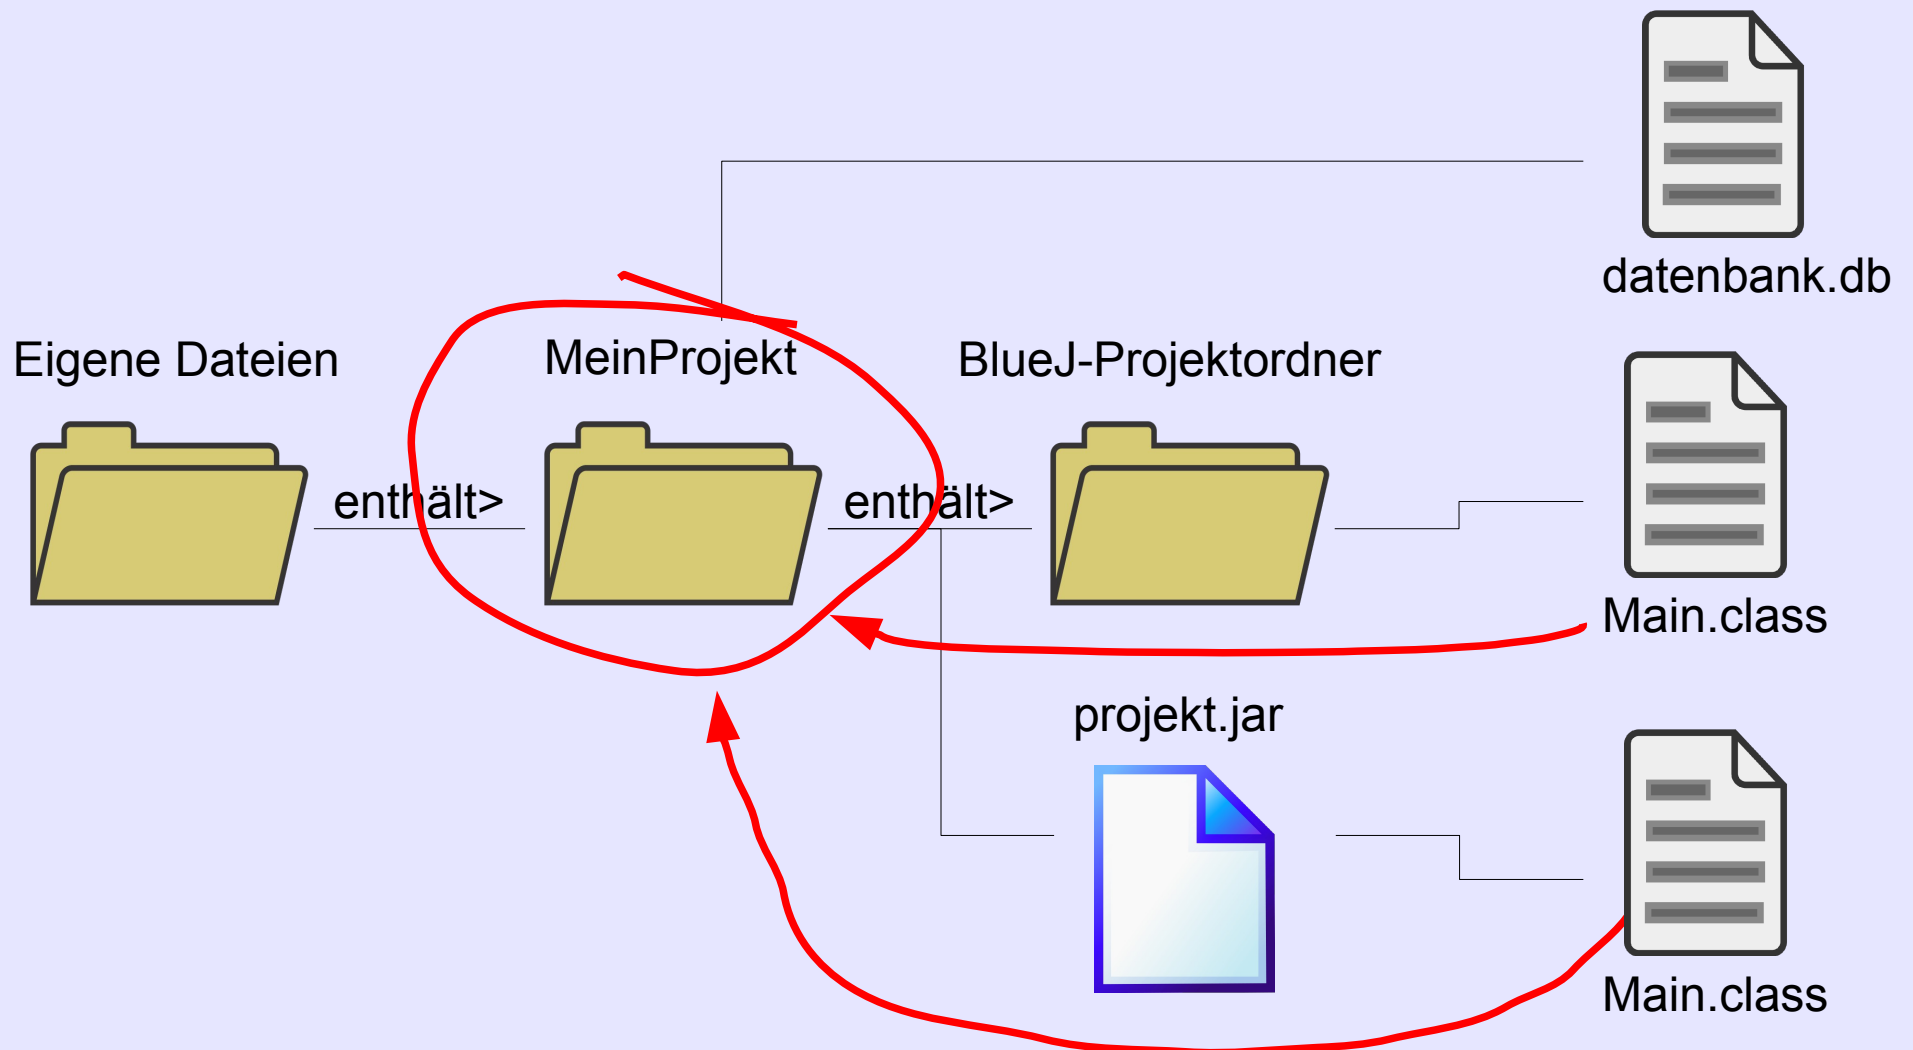 datenbank.db
Eigene Dateien
MeinProjekt
BlueJ-Projektordner
enthält>
enthält>
Main.class
projekt.jar
Main.class